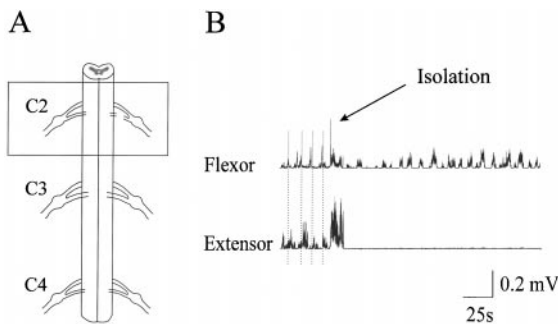 A
B
C2
C3
C4
Isolation
Flexor
Extensor
0.2 mV
25s